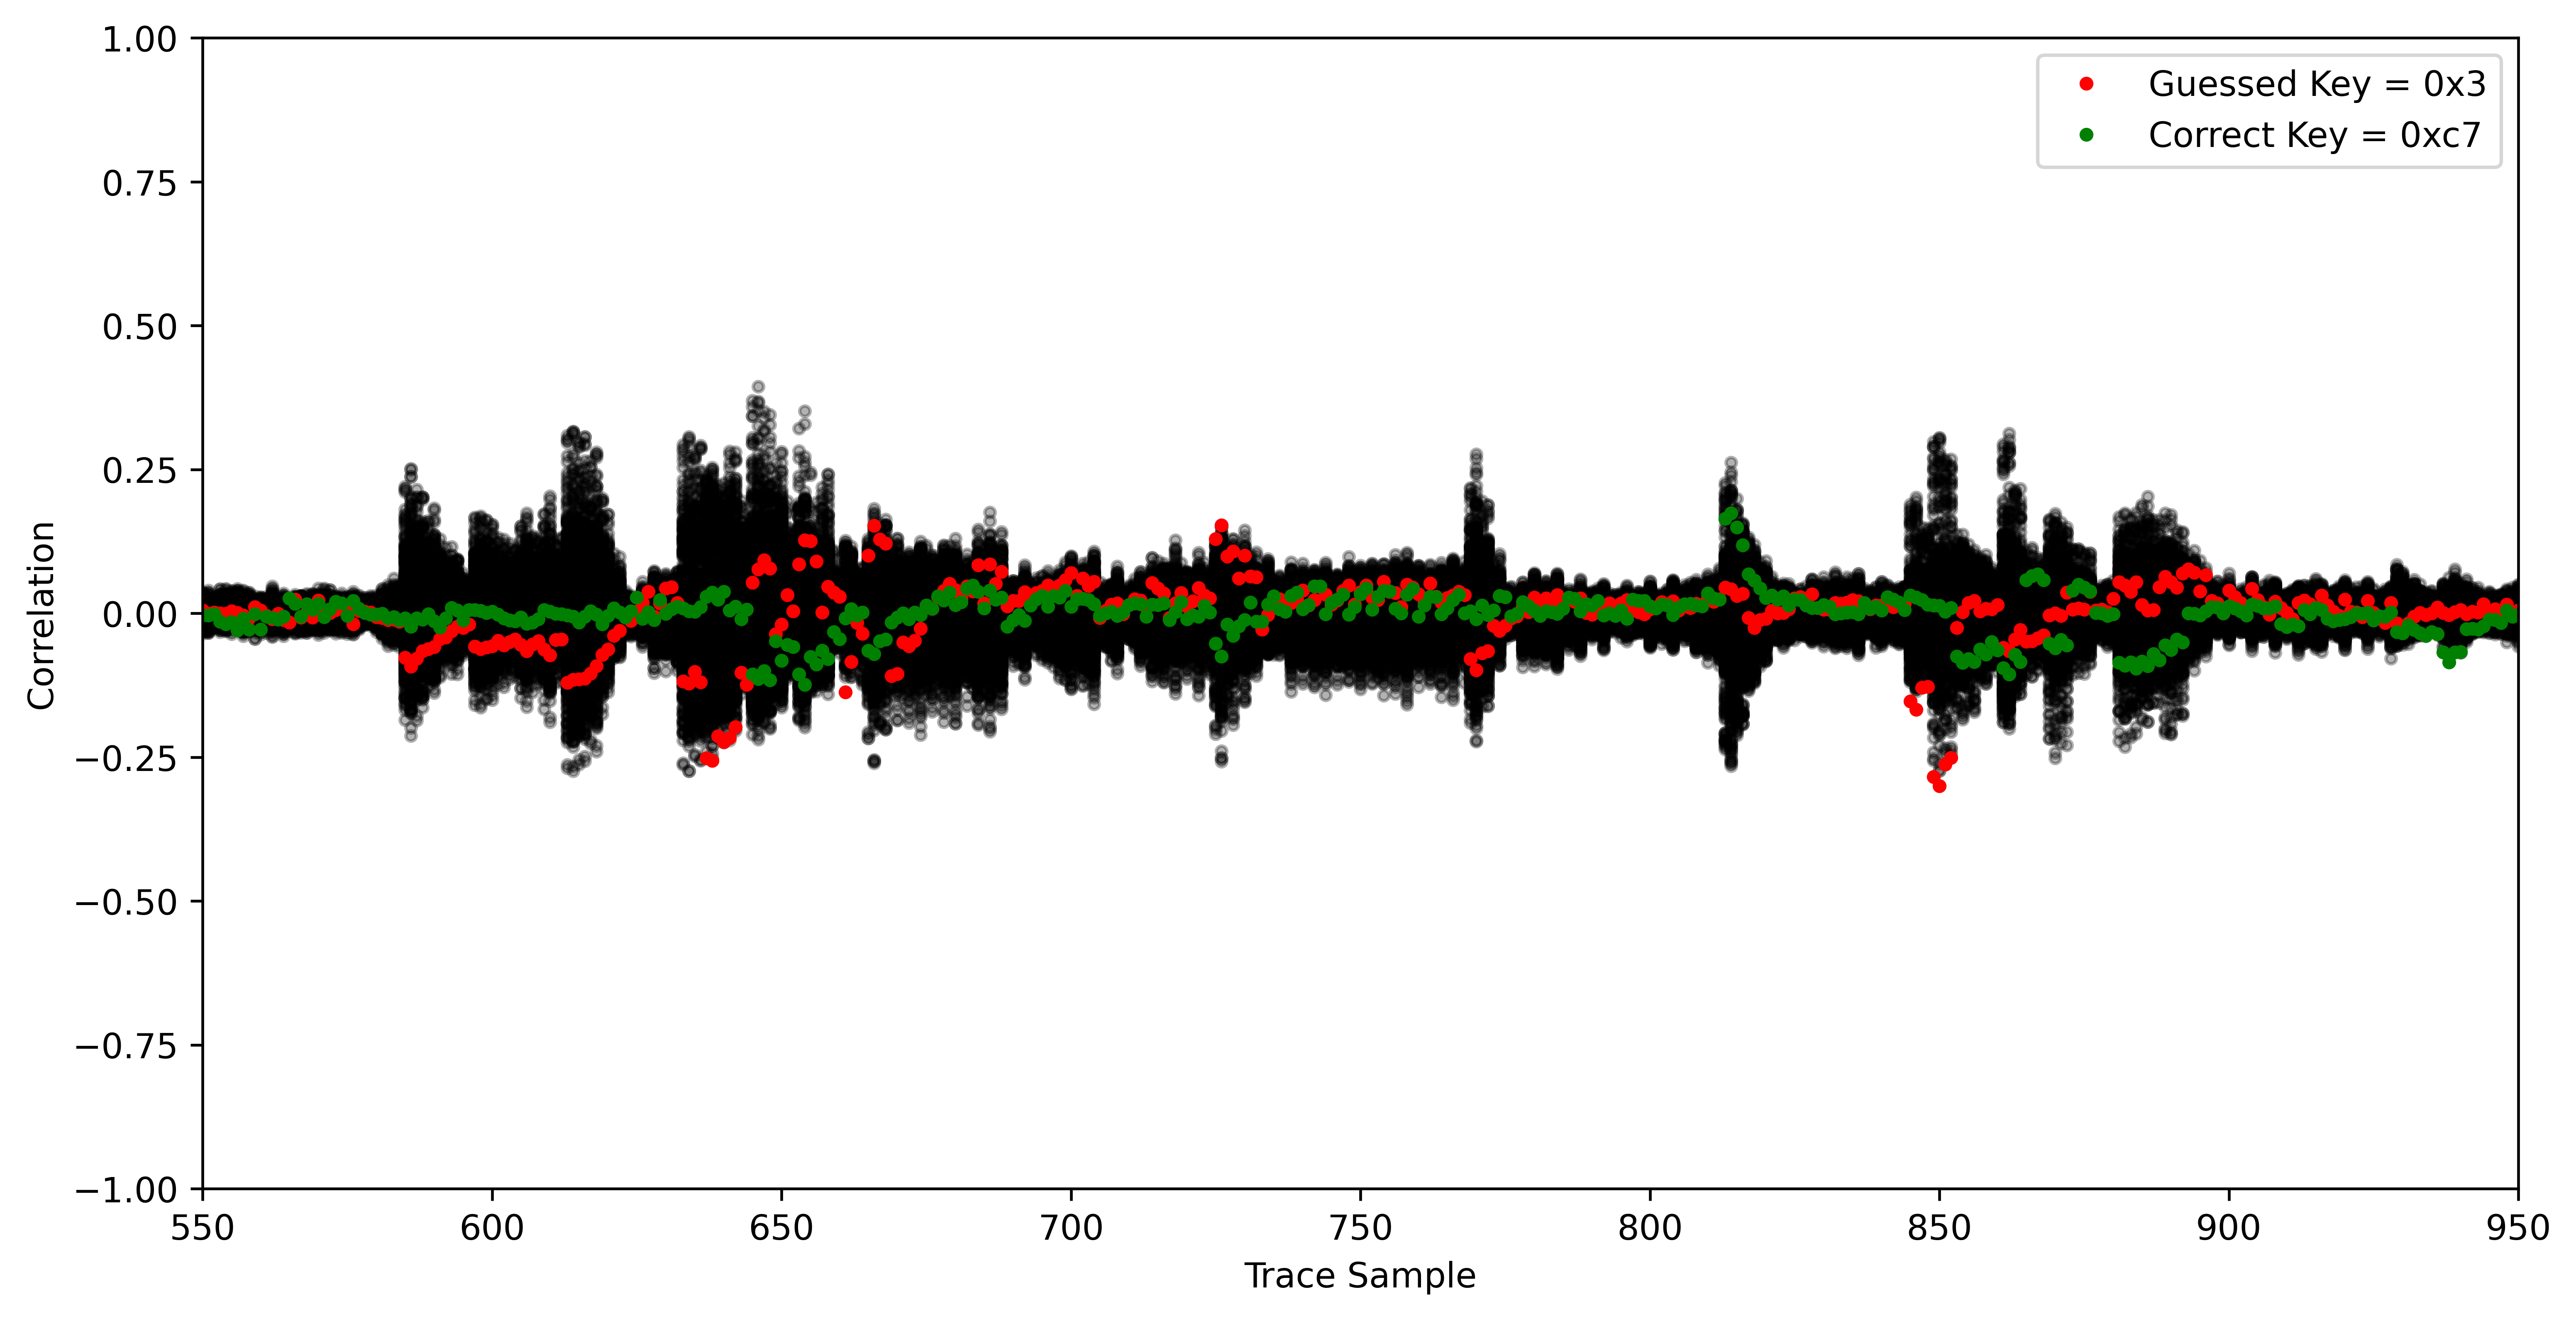 Guessed Key = 0x3
Correct Key = 0xc7
1.00
0.75
0.50
0.25
0.00
−0.25
−0.50
−0.75
−1.00
Correlation
550 600 650 700 750 800 850 900 950
Trace Sample